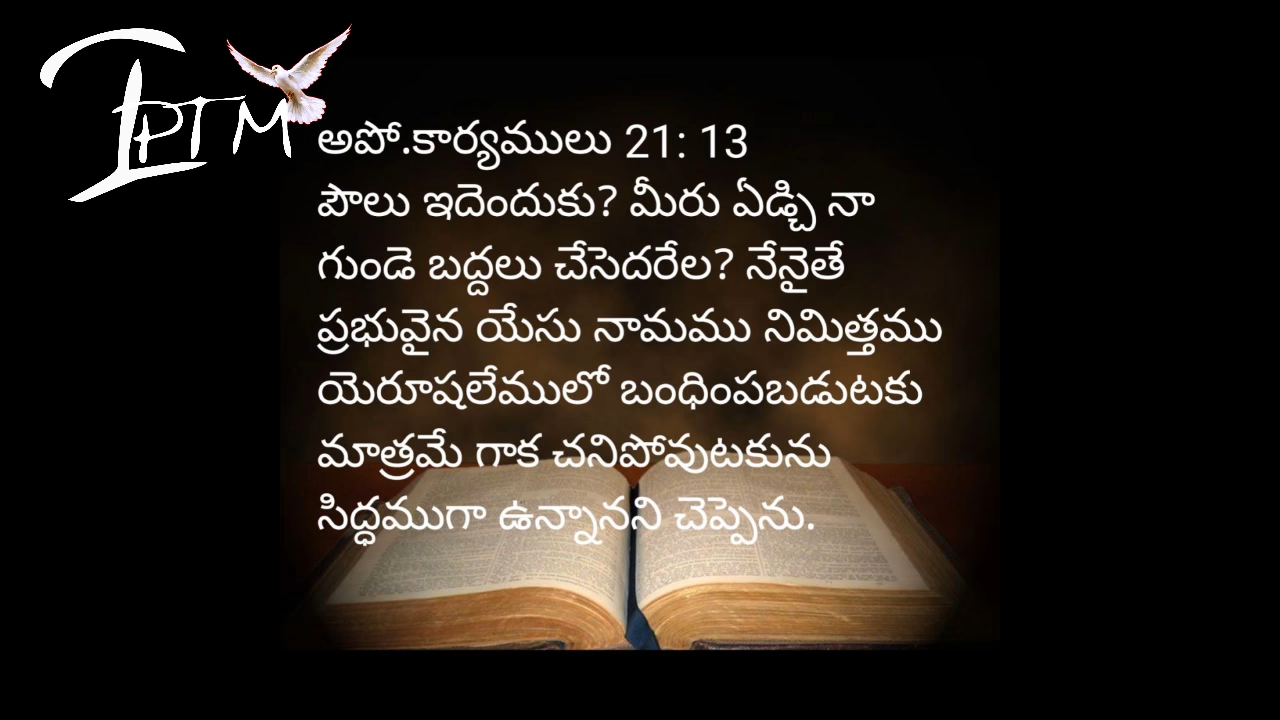 IPTM
అపో.కార్యములు 21: 13
పౌలు ఇదెందుకు? మీరు ఏడ్చి నా
గుండె బద్దలు చేసెదరేల? నేనైతే
ప్రభువైన యేసు నామము నిమిత్తము
యెరూషలేములో బంధింపబడుటకు
మాత్రమే గాక చనిపోవుటకును
సిద్ధముగా ఉన్నానని చెప్పెను.